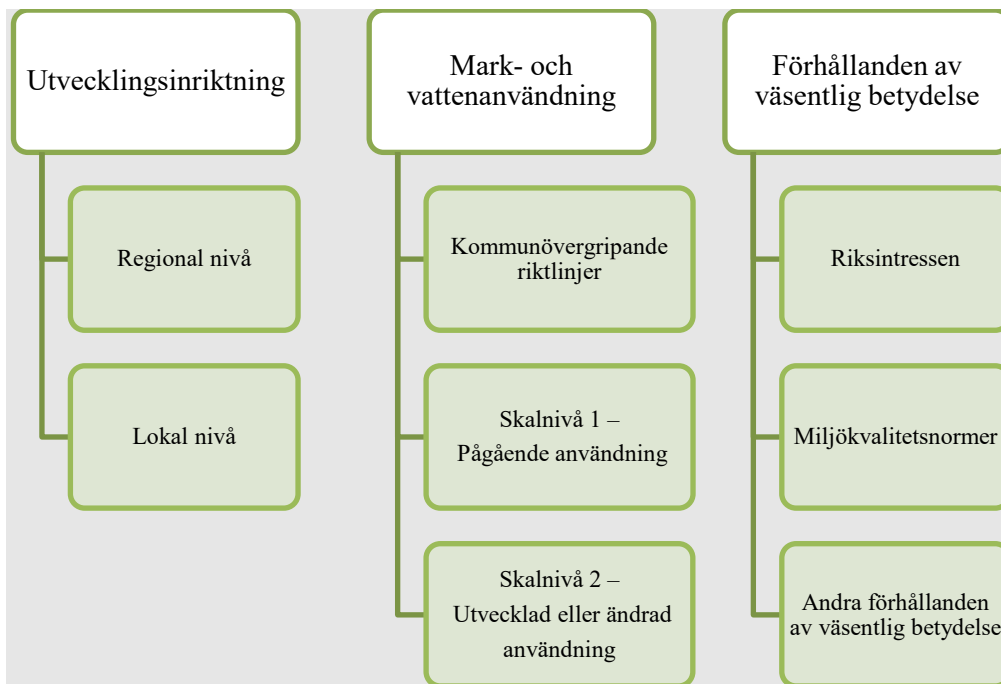 Utvecklingsinriktning
Regional nivå
Lokal nivå
Mark- och
vattenanvändning
Kommunövergripande
riktlinjer
Skalnivå 1 –
Pågående användning
Skalnivå 2 –
Utvecklad eller ändrad
användning
Förhållanden av
väsentlig betydelse
Riksintressen
Miljökvalitetsnormer
Andra förhållanden
av väsentlig betydelse